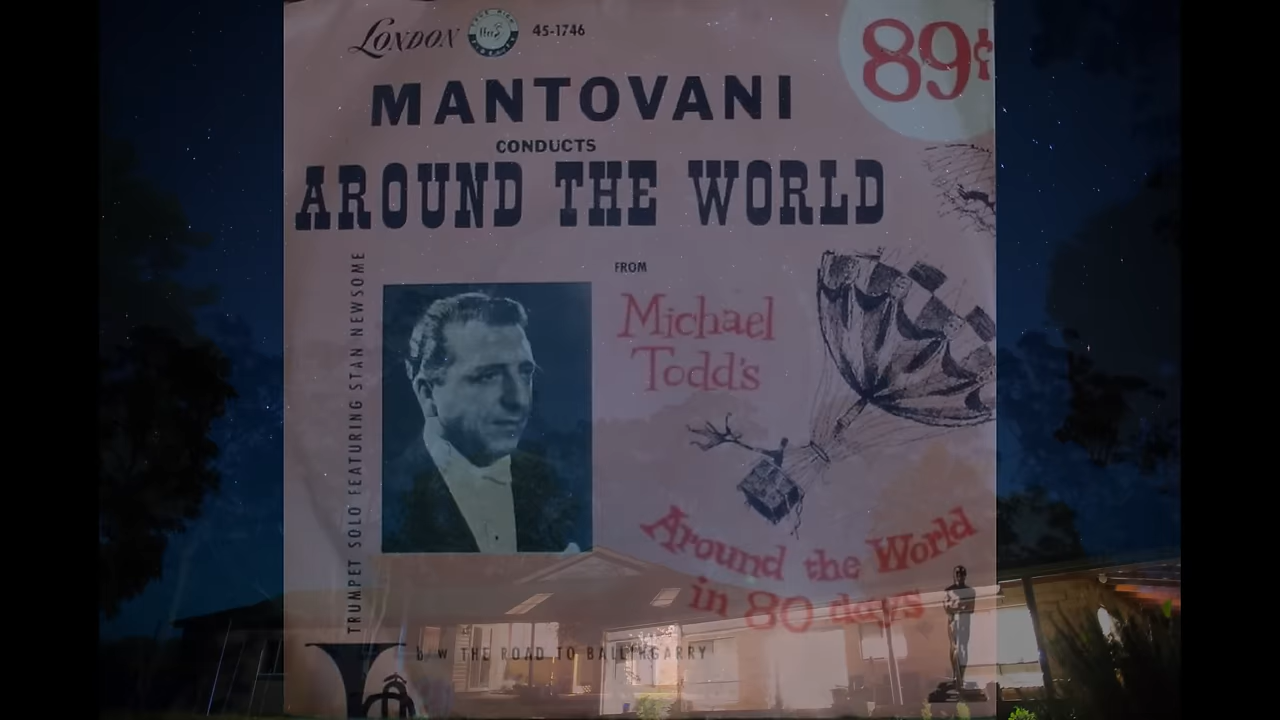 LONDON
45-1746
89¢
MANTOVANI
CONDUCTS
AROUND THE WORLD
FROM
Michael
Todd's
TRUMPET SOLO FEATURING STAN NEWSOME
Around the World
in 80 days
b/w THE ROAD TO BALLINGARRY